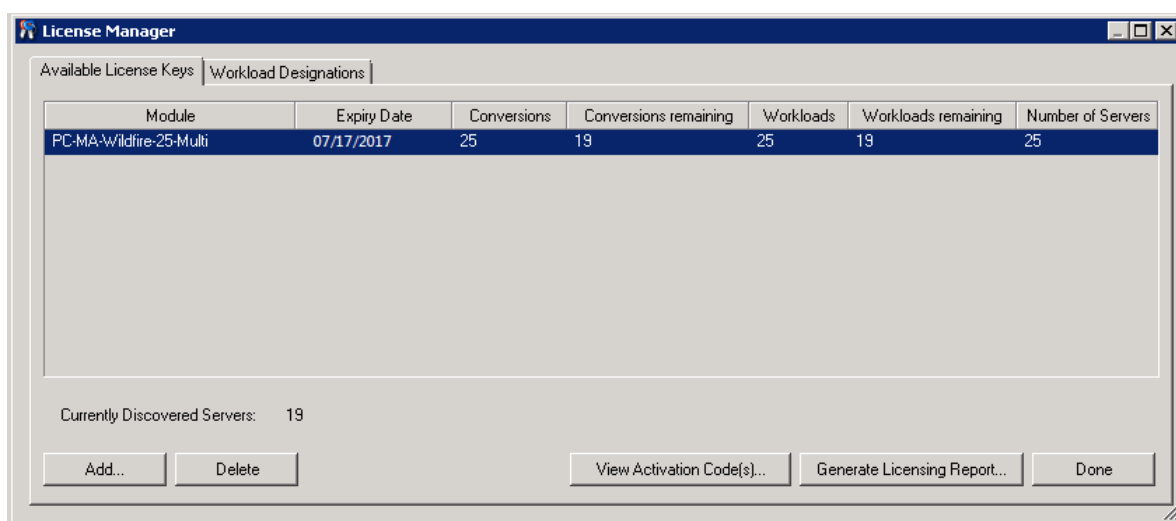 License Manager
Available License Keys Workload Designations
Module Expiry Date Conversions Conversions remaining Workloads Workloads remaining Number of Servers
PC-MA-Wildfire-25-Multi 07/17/2017 25 19 25 19 25
Currently Discovered Servers: 19
Add... Delete View Activation Code(s)... Generate Licensing Report... Done